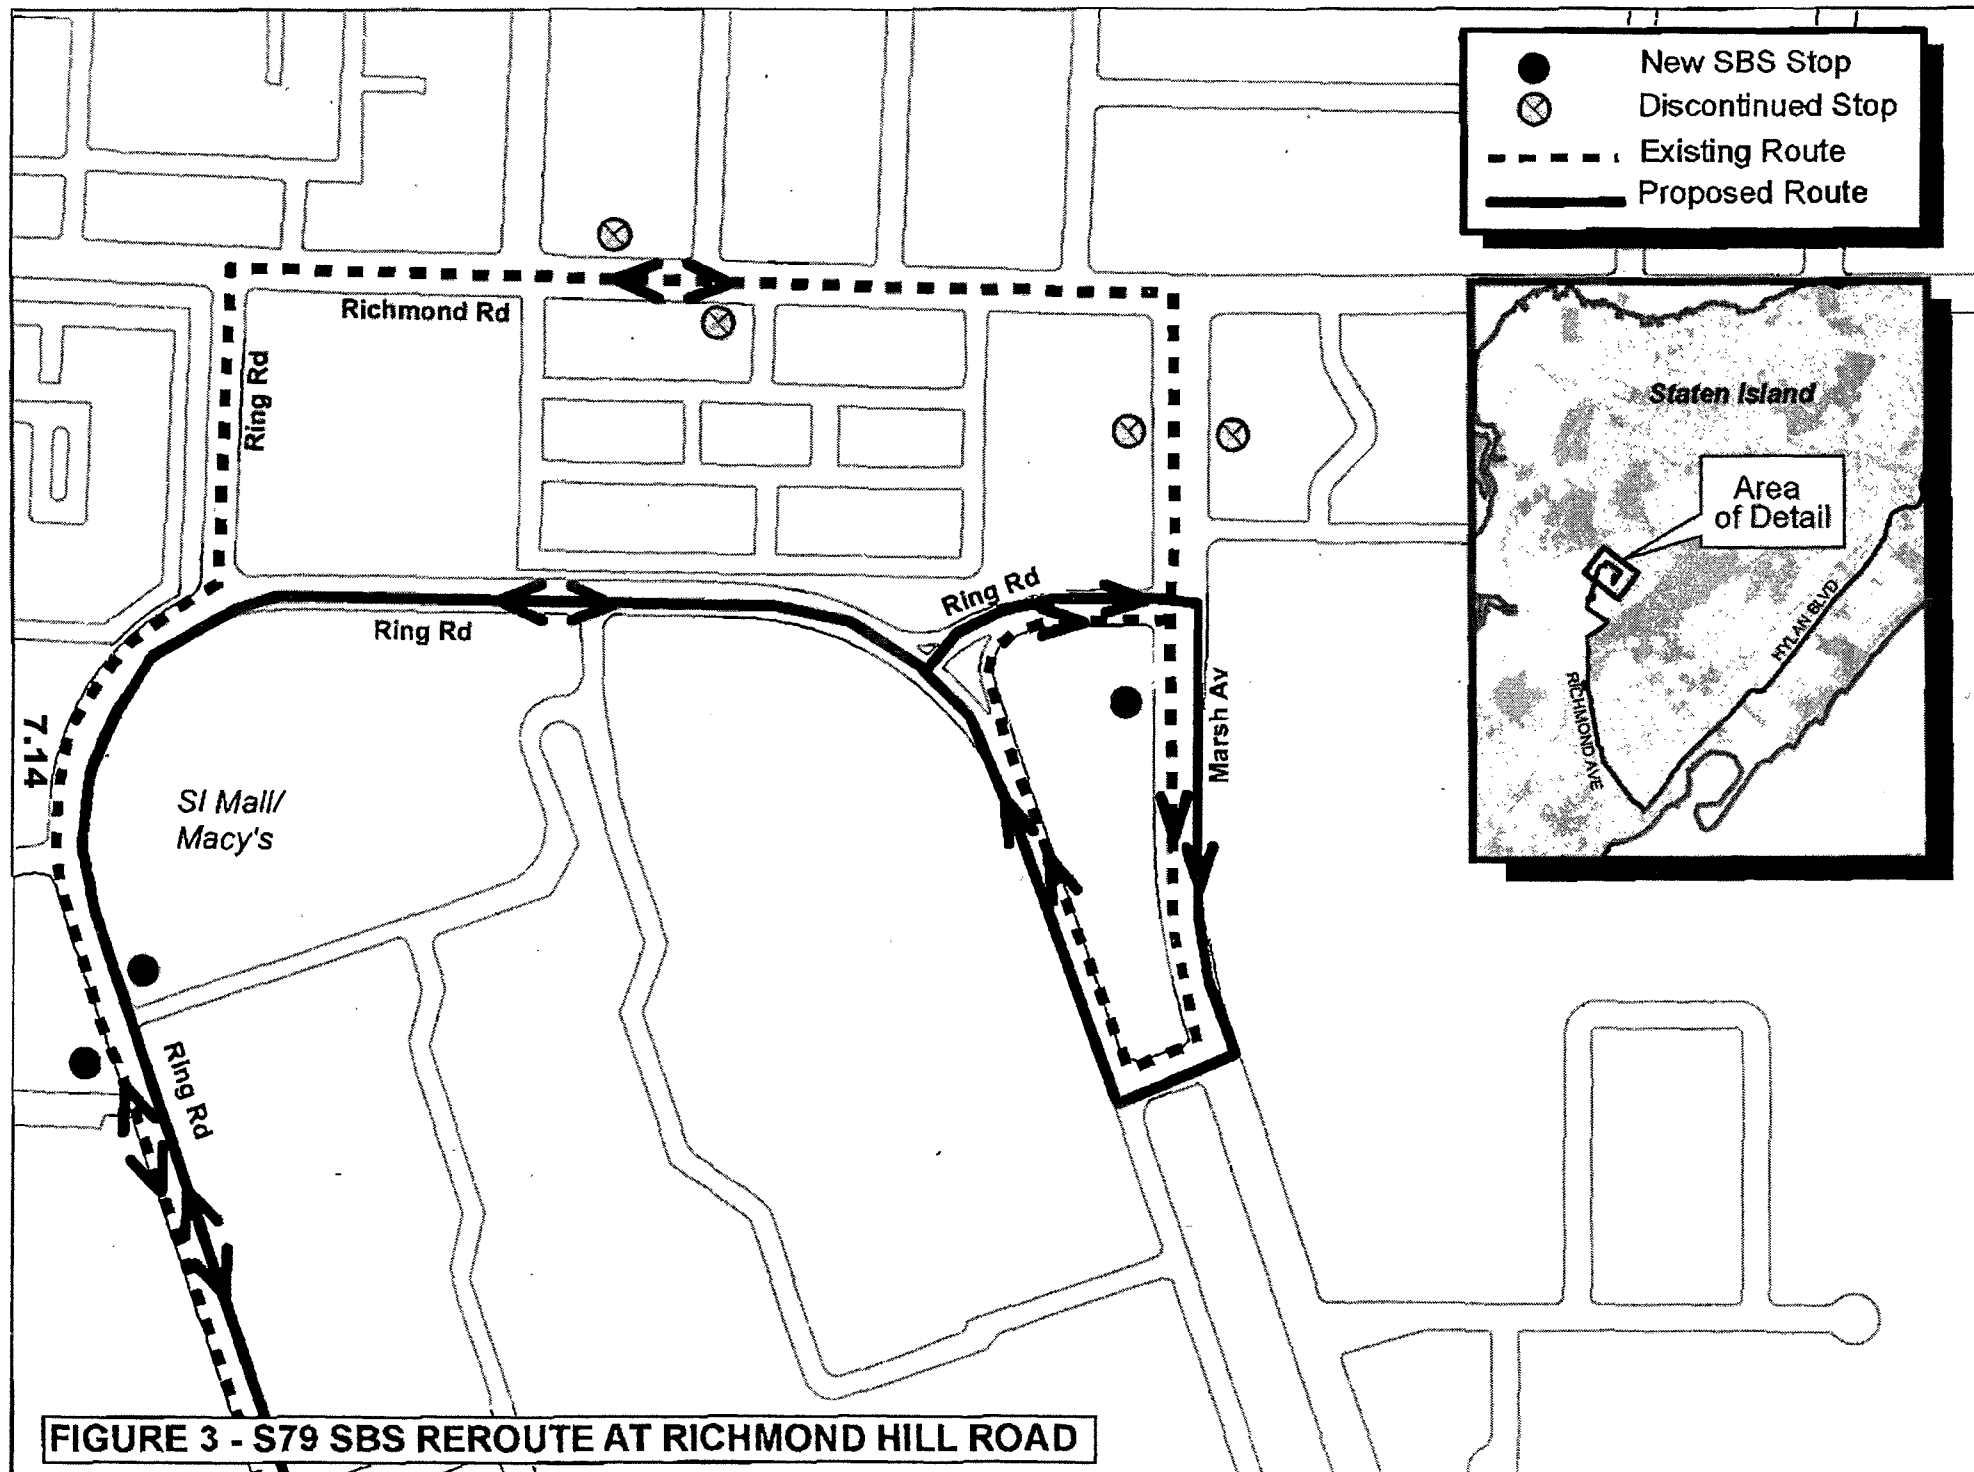 New SBS Stop
Discontinued Stop
Existing Route
Proposed Route
Richmond Rd
Ring Rd
Staten Island
Area
of Detail
Ring Rd
Ring Rd
HYLAN BLVD
RICHMOND AVE
Marsh Av
7.14
SI Mall/
Macy's
Ring Rd
FIGURE 3 - S79 SBS REROUTE AT RICHMOND HILL ROAD